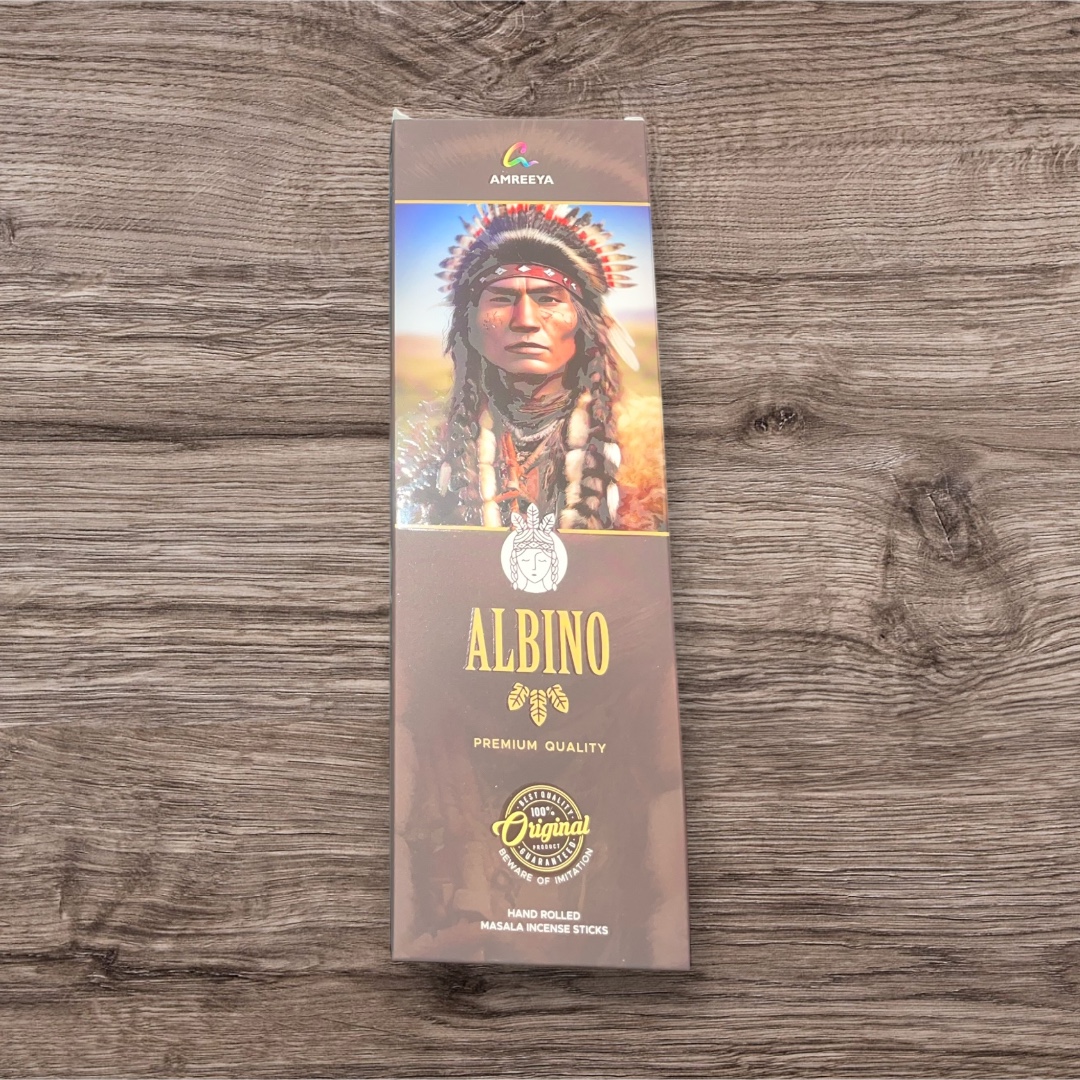 AMREEYA
ALBINO
PREMIUM QUALITY
BEST QUALITY
100%
Original
PRODUCT
GUARANTEED
BEWARE OF IMITATION
HAND ROLLED
MASALA INCENSE STICKS